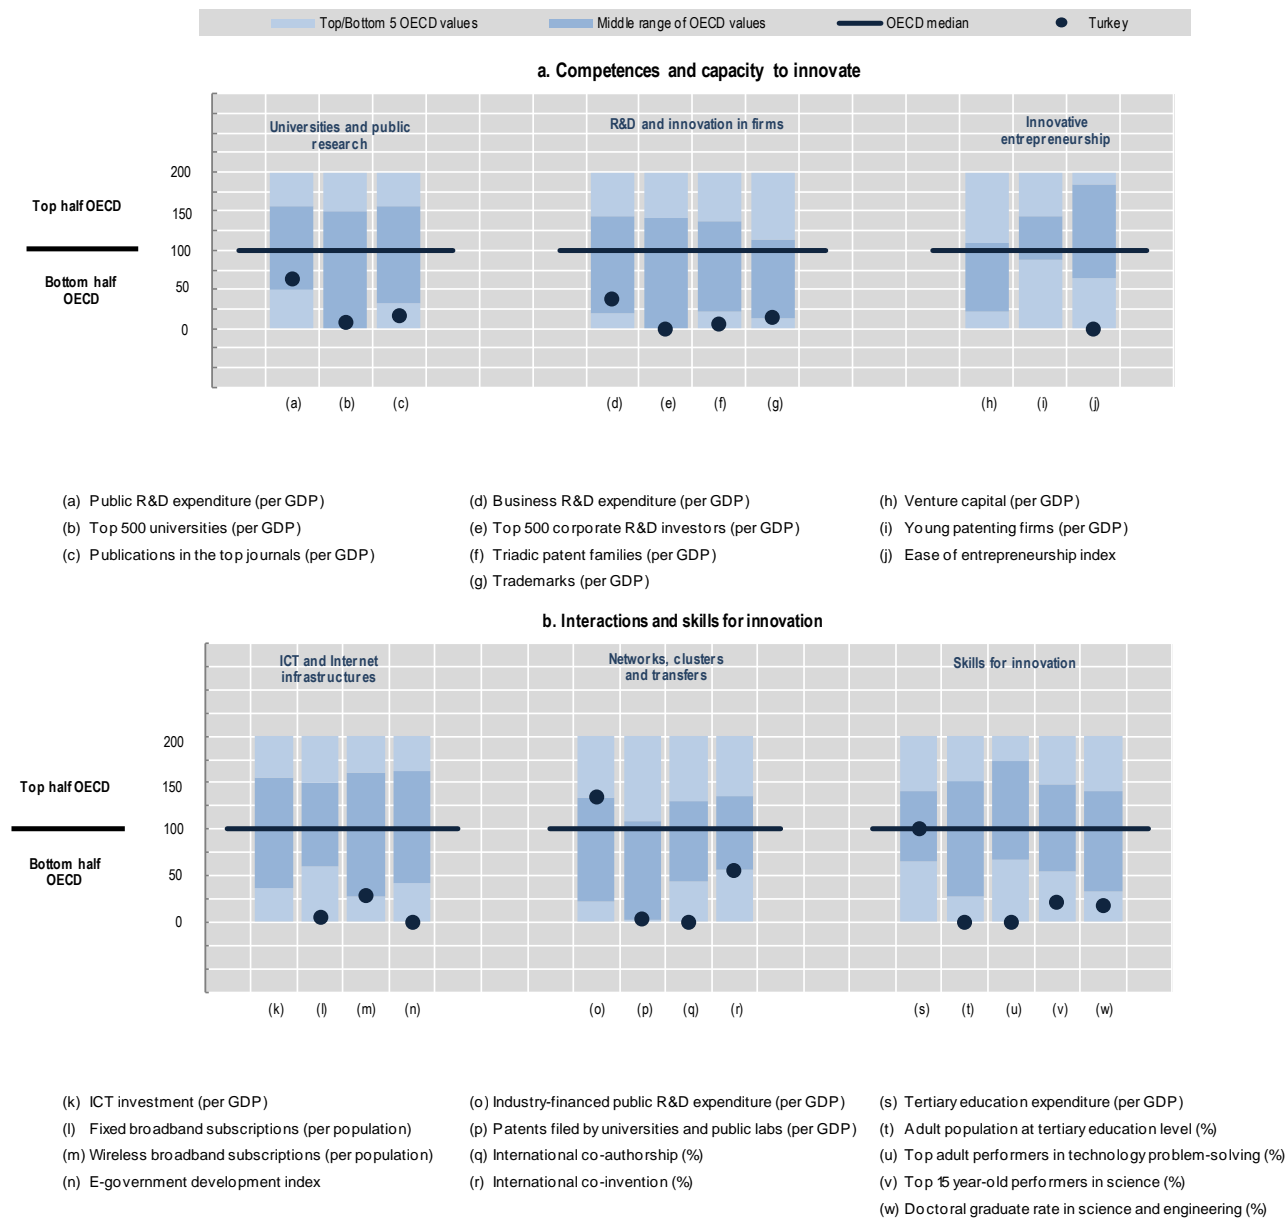 Top/Bottom 5 OECD values Middle range of OECD values OECD median Turkey
a. Competences and capacity to innovate
Universities and public
research
R&D and innovation in firms
Innovative
entrepreneurship
200
150
100
50
0
Top half OECD
Bottom half
OECD
(a) (b) (c) (d) (e) (f) (g) (h) (i) (j)
(a) Public R&D expenditure (per GDP)
(b) Top 500 universities (per GDP)
(c) Publications in the top journals (per GDP)
(d) Business R&D expenditure (per GDP)
(e) Top 500 corporate R&D investors (per GDP)
(f) Triadic patent families (per GDP)
(g) Trademarks (per GDP)
(h) Venture capital (per GDP)
(i) Young patenting firms (per GDP)
(j) Ease of entrepreneurship index
b. Interactions and skills for innovation
ICT and Internet
infrastructures
Networks, clusters
and transfers
Skills for innovation
200
150
100
50
0
Top half OECD
Bottom half
OECD
(k) (l) (m) (n) (o) (p) (q) (r) (s) (t) (u) (v) (w)
(k) ICT investment (per GDP)
(l) Fixed broadband subscriptions (per population)
(m) Wireless broadband subscriptions (per population)
(n) E-government development index
(o) Industry-financed public R&D expenditure (per GDP)
(p) Patents filed by universities and public labs (per GDP)
(q) International co-authorship (%)
(r) International co-invention (%)
(s) Tertiary education expenditure (per GDP)
(t) Adult population at tertiary education level (%)
(u) Top adult performers in technology problem-solving (%)
(v) Top 15 year-old performers in science (%)
(w) Doctoral graduate rate in science and engineering (%)